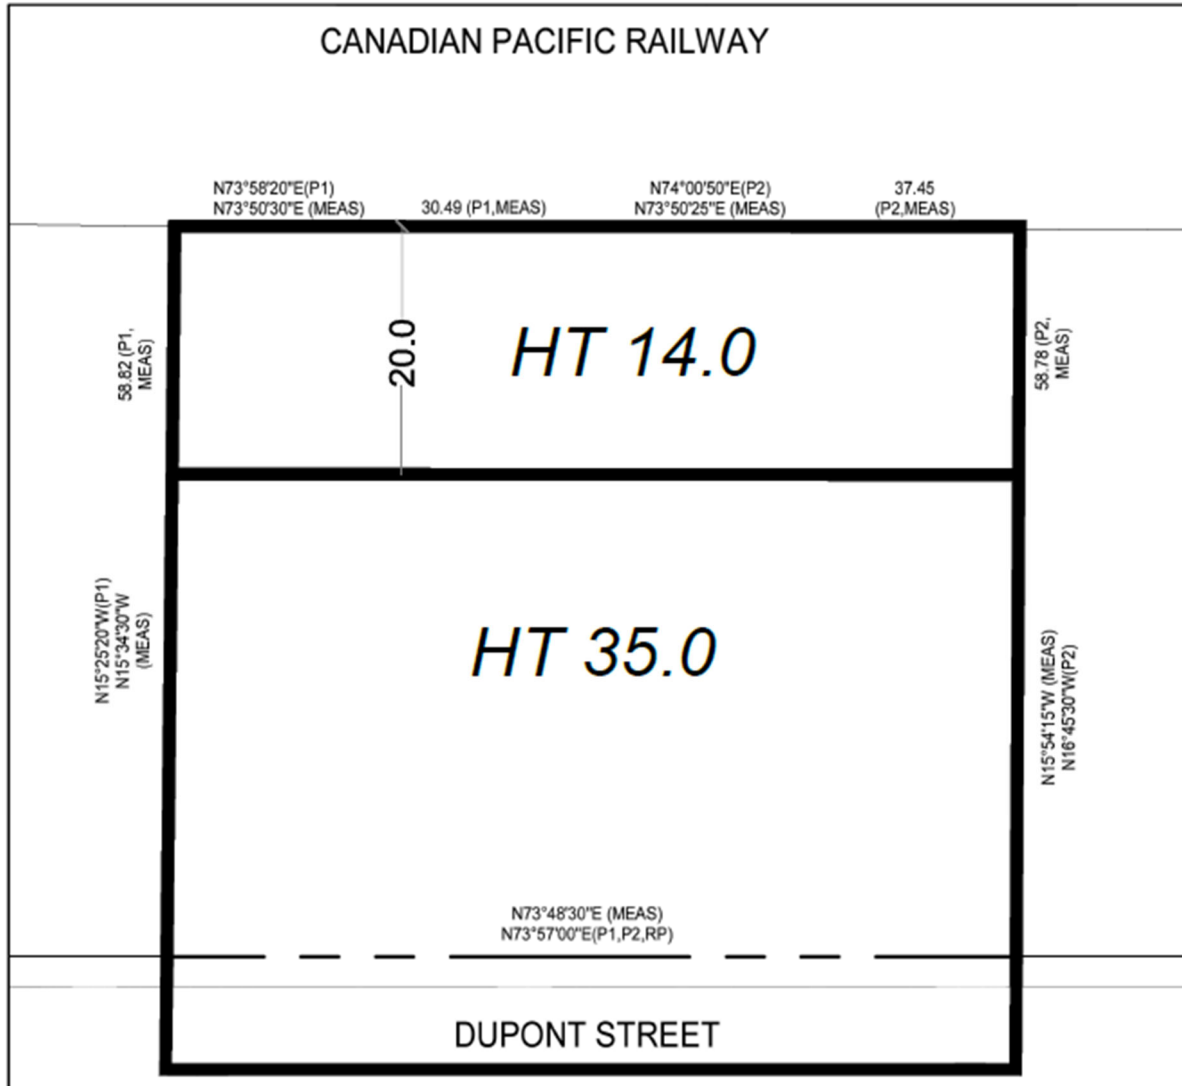 CANADIAN PACIFIC RAILWAY
N73°58'20"E(P1)
N73°50'30"E (MEAS)
30.49 (P1,MEAS)
N74°00'50"E(P2)
N73°50'25"E (MEAS)
37.45
(P2,MEAS)
58.82 (P1,
MEAS)
20.0
HT 14.0
58.78 (P2,
MEAS)
N15°25'20"W(P1)
N15°34'30"W
(MEAS)
HT 35.0
N15°54'15"W (MEAS)
N16°45'30"W(P2)
N73°48'30"E (MEAS)
N73°57'00"E(P1,P2,RP)
DUPONT STREET